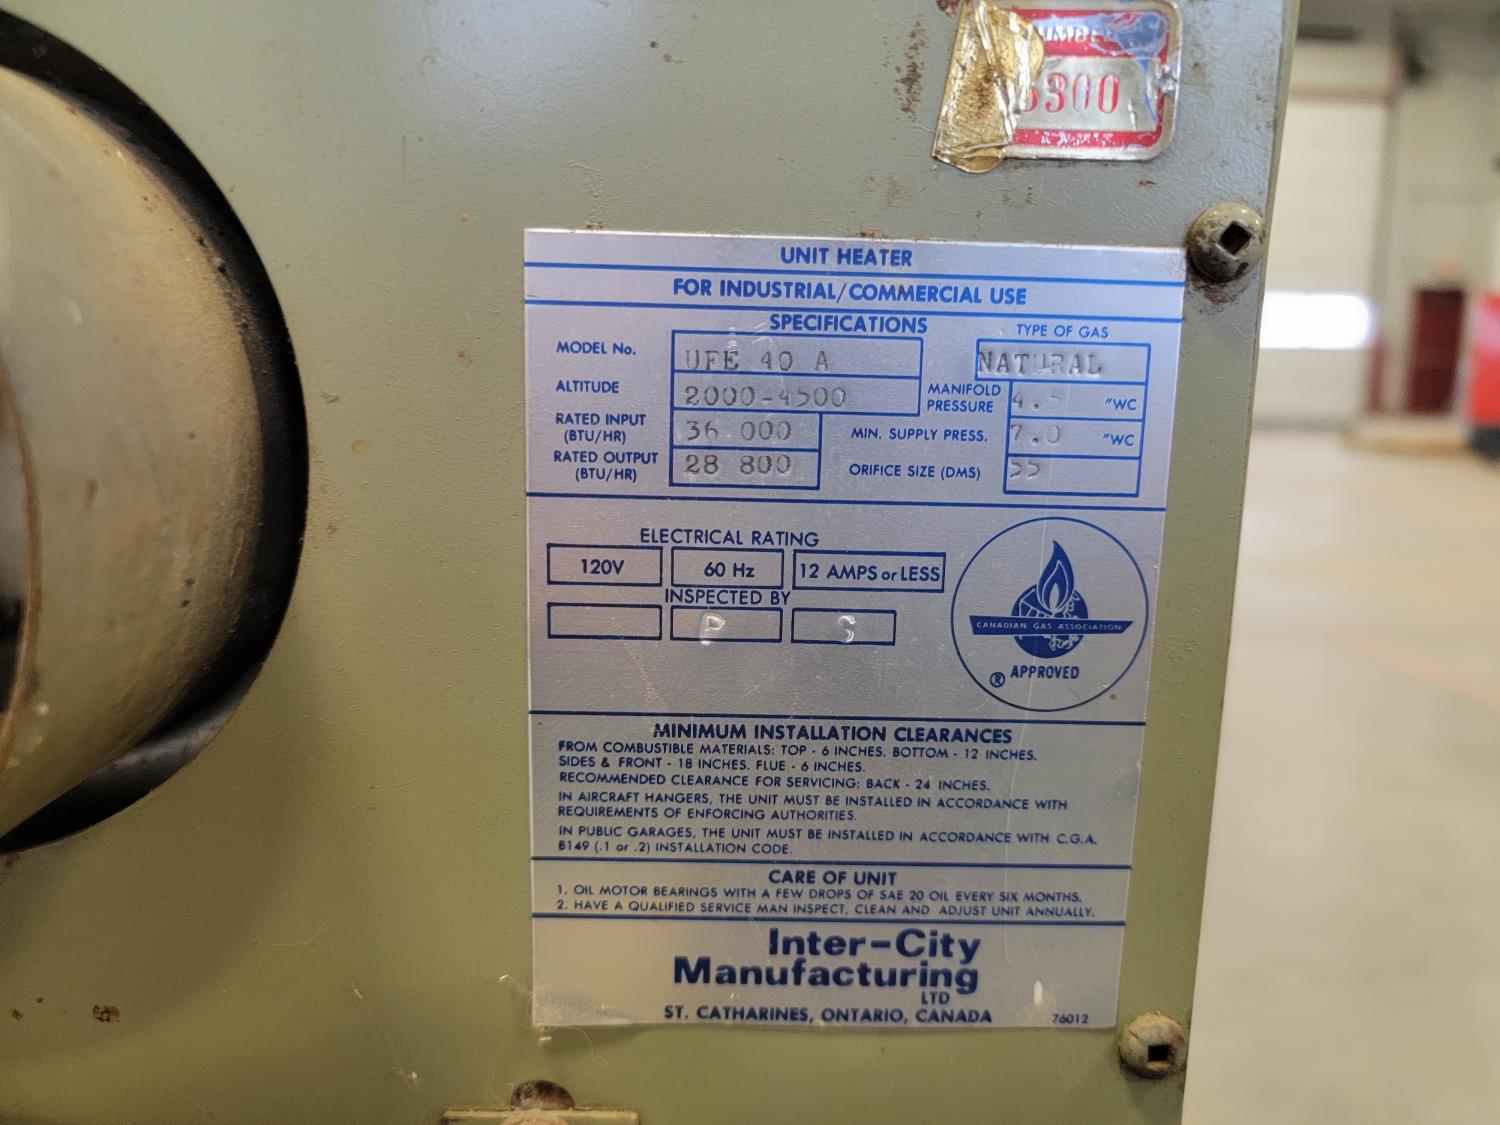 300
UNIT HEATER
FOR INDUSTRIAL/COMMERCIAL USE
SPECIFICATIONS
TYPE OF GAS
MODEL No. UFE 40 A NATURAL
ALTITUDE 2000-4500 MANIFOLD PRESSURE 4.5 "WC
RATED INPUT (BTU/HR) 36 000 MIN. SUPPLY PRESS. 7.0 "WC
RATED OUTPUT (BTU/HR) 28 800 ORIFICE SIZE (DMS) 55
ELECTRICAL RATING
120V 60 Hz 12 AMPS or LESS
INSPECTED BY
P S
CANADIAN GAS ASSOCIATION
® APPROVED
MINIMUM INSTALLATION CLEARANCES
FROM COMBUSTIBLE MATERIALS: TOP - 6 INCHES. BOTTOM - 12 INCHES.
SIDES & FRONT - 18 INCHES. FLUE - 6 INCHES.
RECOMMENDED CLEARANCE FOR SERVICING: BACK - 24 INCHES.
IN AIRCRAFT HANGERS, THE UNIT MUST BE INSTALLED IN ACCORDANCE WITH
REQUIREMENTS OF ENFORCING AUTHORITIES.
IN PUBLIC GARAGES, THE UNIT MUST BE INSTALLED IN ACCORDANCE WITH C.G.A.
B149 (.1 or .2) INSTALLATION CODE.
CARE OF UNIT
1. OIL MOTOR BEARINGS WITH A FEW DROPS OF SAE 20 OIL EVERY SIX MONTHS.
2. HAVE A QUALIFIED SERVICE MAN INSPECT, CLEAN AND ADJUST UNIT ANNUALLY.
Inter-City
Manufacturing
LTD
ST. CATHARINES, ONTARIO, CANADA 76012